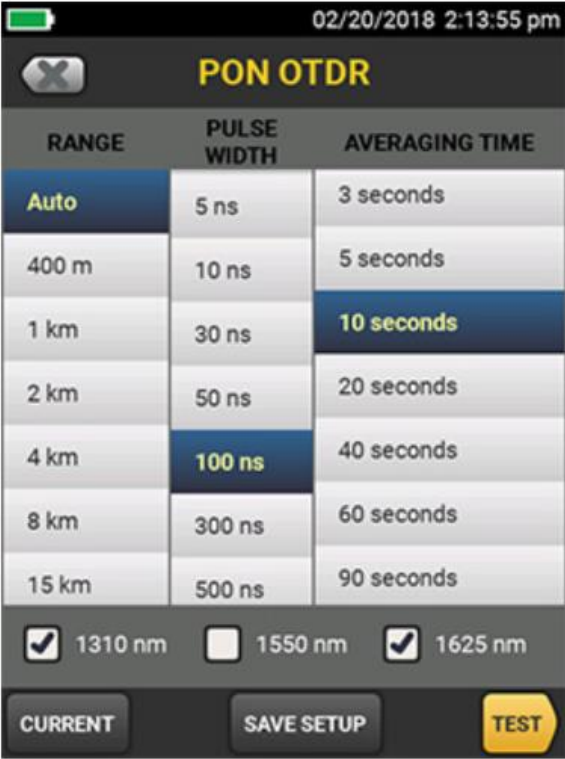 02/20/2018 2:13:55 pm
PON OTDR
RANGE
PULSE
WIDTH
AVERAGING TIME
Auto
400 m
1 km
2 km
4 km
8 km
15 km
5 ns
10 ns
30 ns
50 ns
100 ns
300 ns
500 ns
3 seconds
5 seconds
10 seconds
20 seconds
40 seconds
60 seconds
90 seconds
1310 nm 1550 nm 1625 nm
CURRENT SAVE SETUP TEST